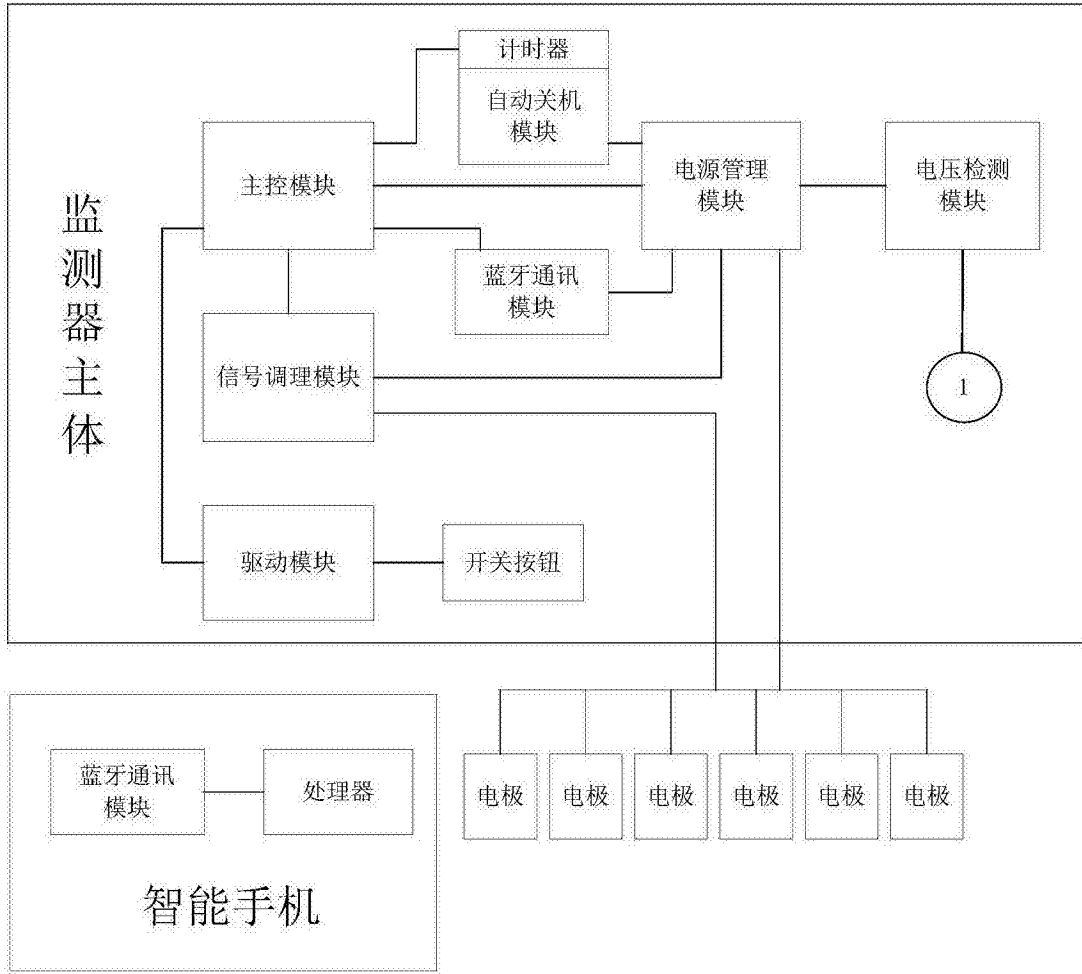 计时器
自动关机
模块
主控模块
电源管理
模块
电压检测
模块
监测器主体
蓝牙通讯
模块
信号调理模块
1
驱动模块
开关按钮
蓝牙通讯
模块
处理器
智能手机
电极
电极
电极
电极
电极
电极